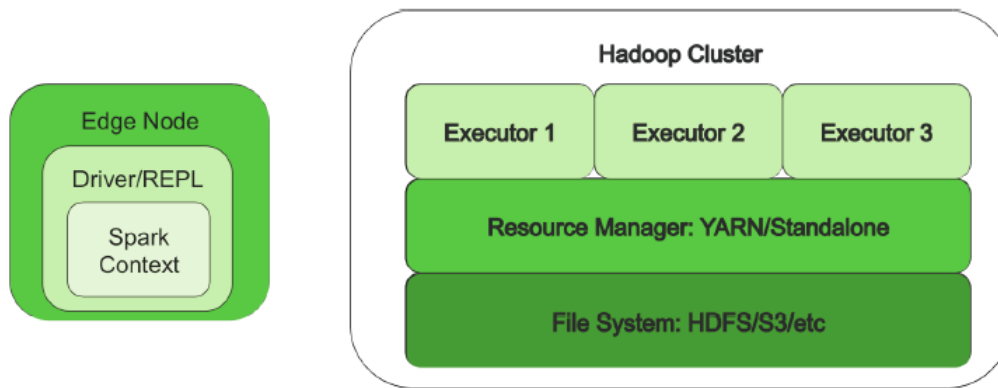 Hadoop Cluster
Edge Node
Driver/REPL
Spark
Context
Executor 1
Executor 2
Executor 3
Resource Manager: YARN/Standalone
File System: HDFS/S3/etc